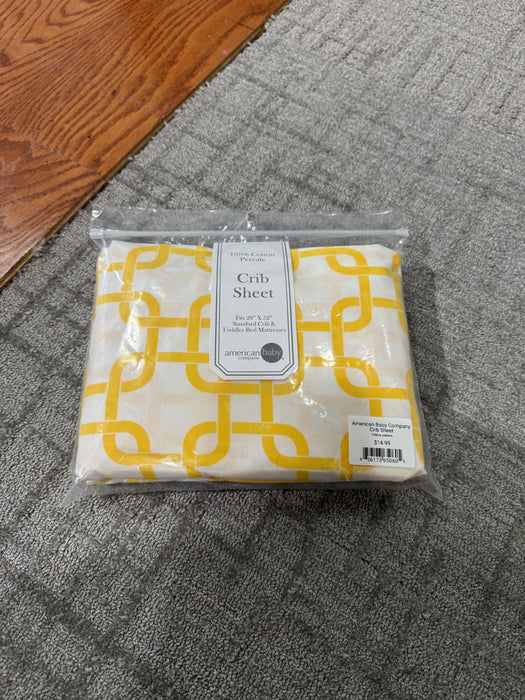 100% Cotton
Percale
Crib
Sheet
Fits 28" X 52"
Standard Crib &
Toddler Bed Mattresses
american baby
company
American Baby Company
Crib Sheet
Yellow pattern
$14.99